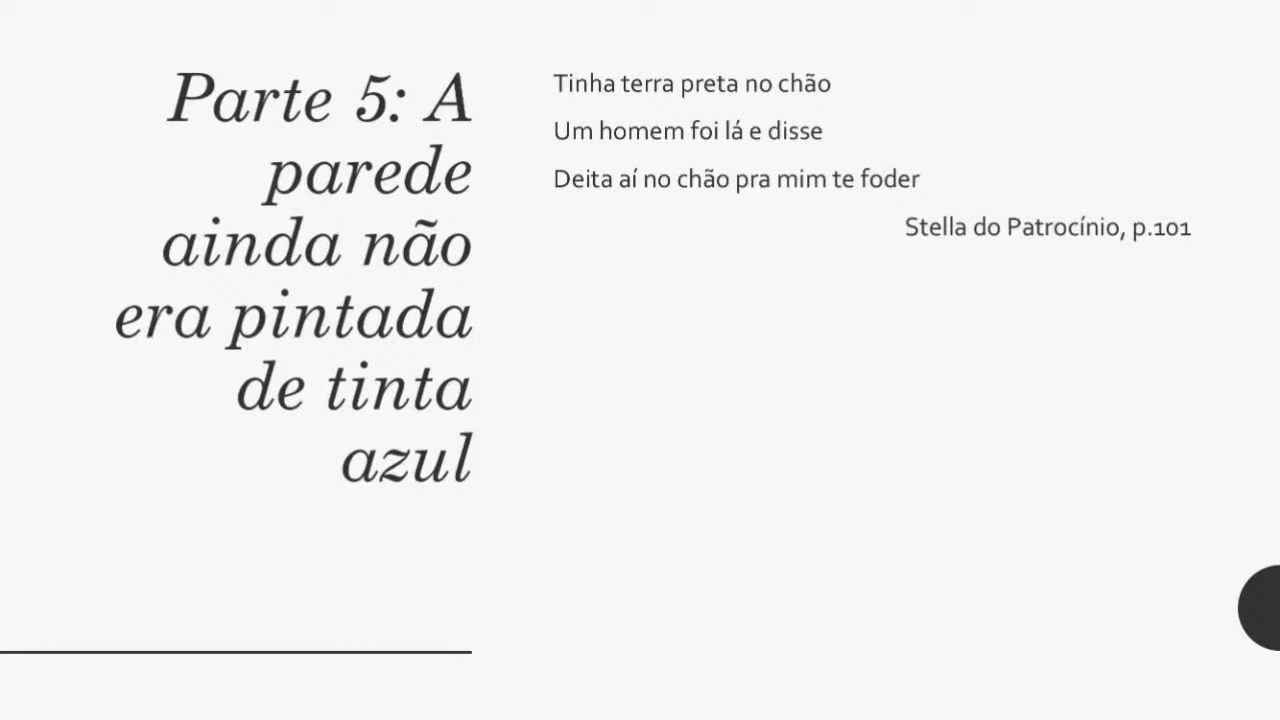 Parte 5: A
parede
ainda não
era pintada
de tinta
azul
Tinha terra preta no chão
Um homem foi lá e disse
Deita aí no chão pra mim te foder
Stella do Patrocínio, p.101